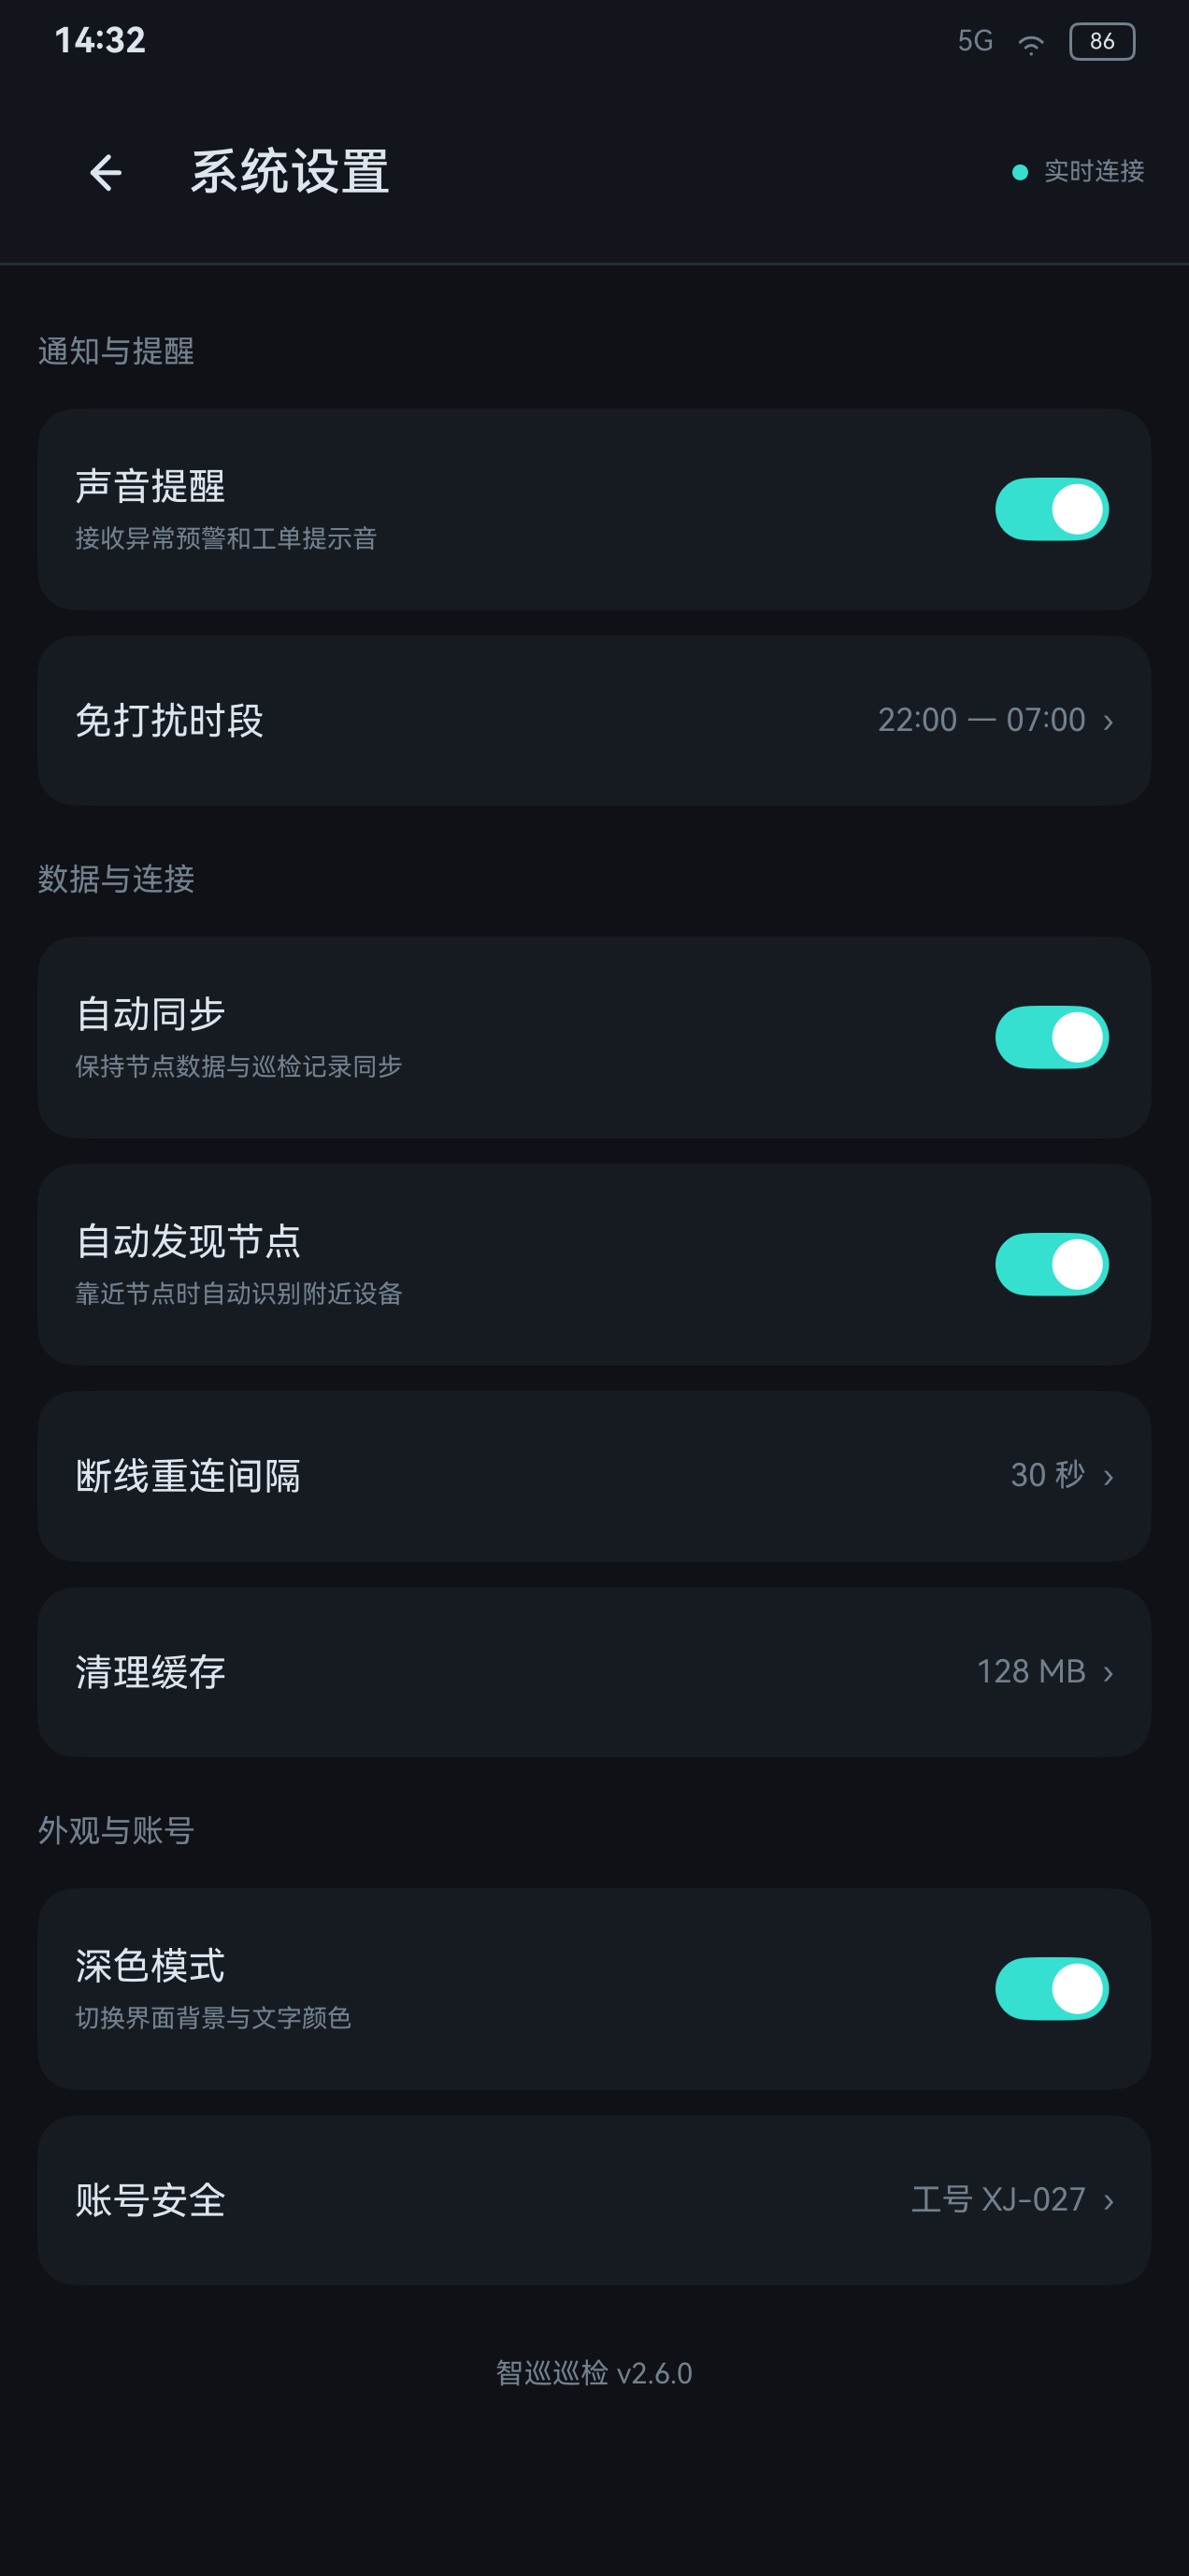 14:32 5G 86
系统设置 实时连接
通知与提醒
声音提醒
接收异常预警和工单提示音
免打扰时段 22:00 — 07:00 ›
数据与连接
自动同步
保持节点数据与巡检记录同步
自动发现节点
靠近节点时自动识别附近设备
断线重连间隔 30 秒 ›
清理缓存 128 MB ›
外观与账号
深色模式
切换界面背景与文字颜色
账号安全 工号 XJ-027 ›
智巡巡检 v2.6.0